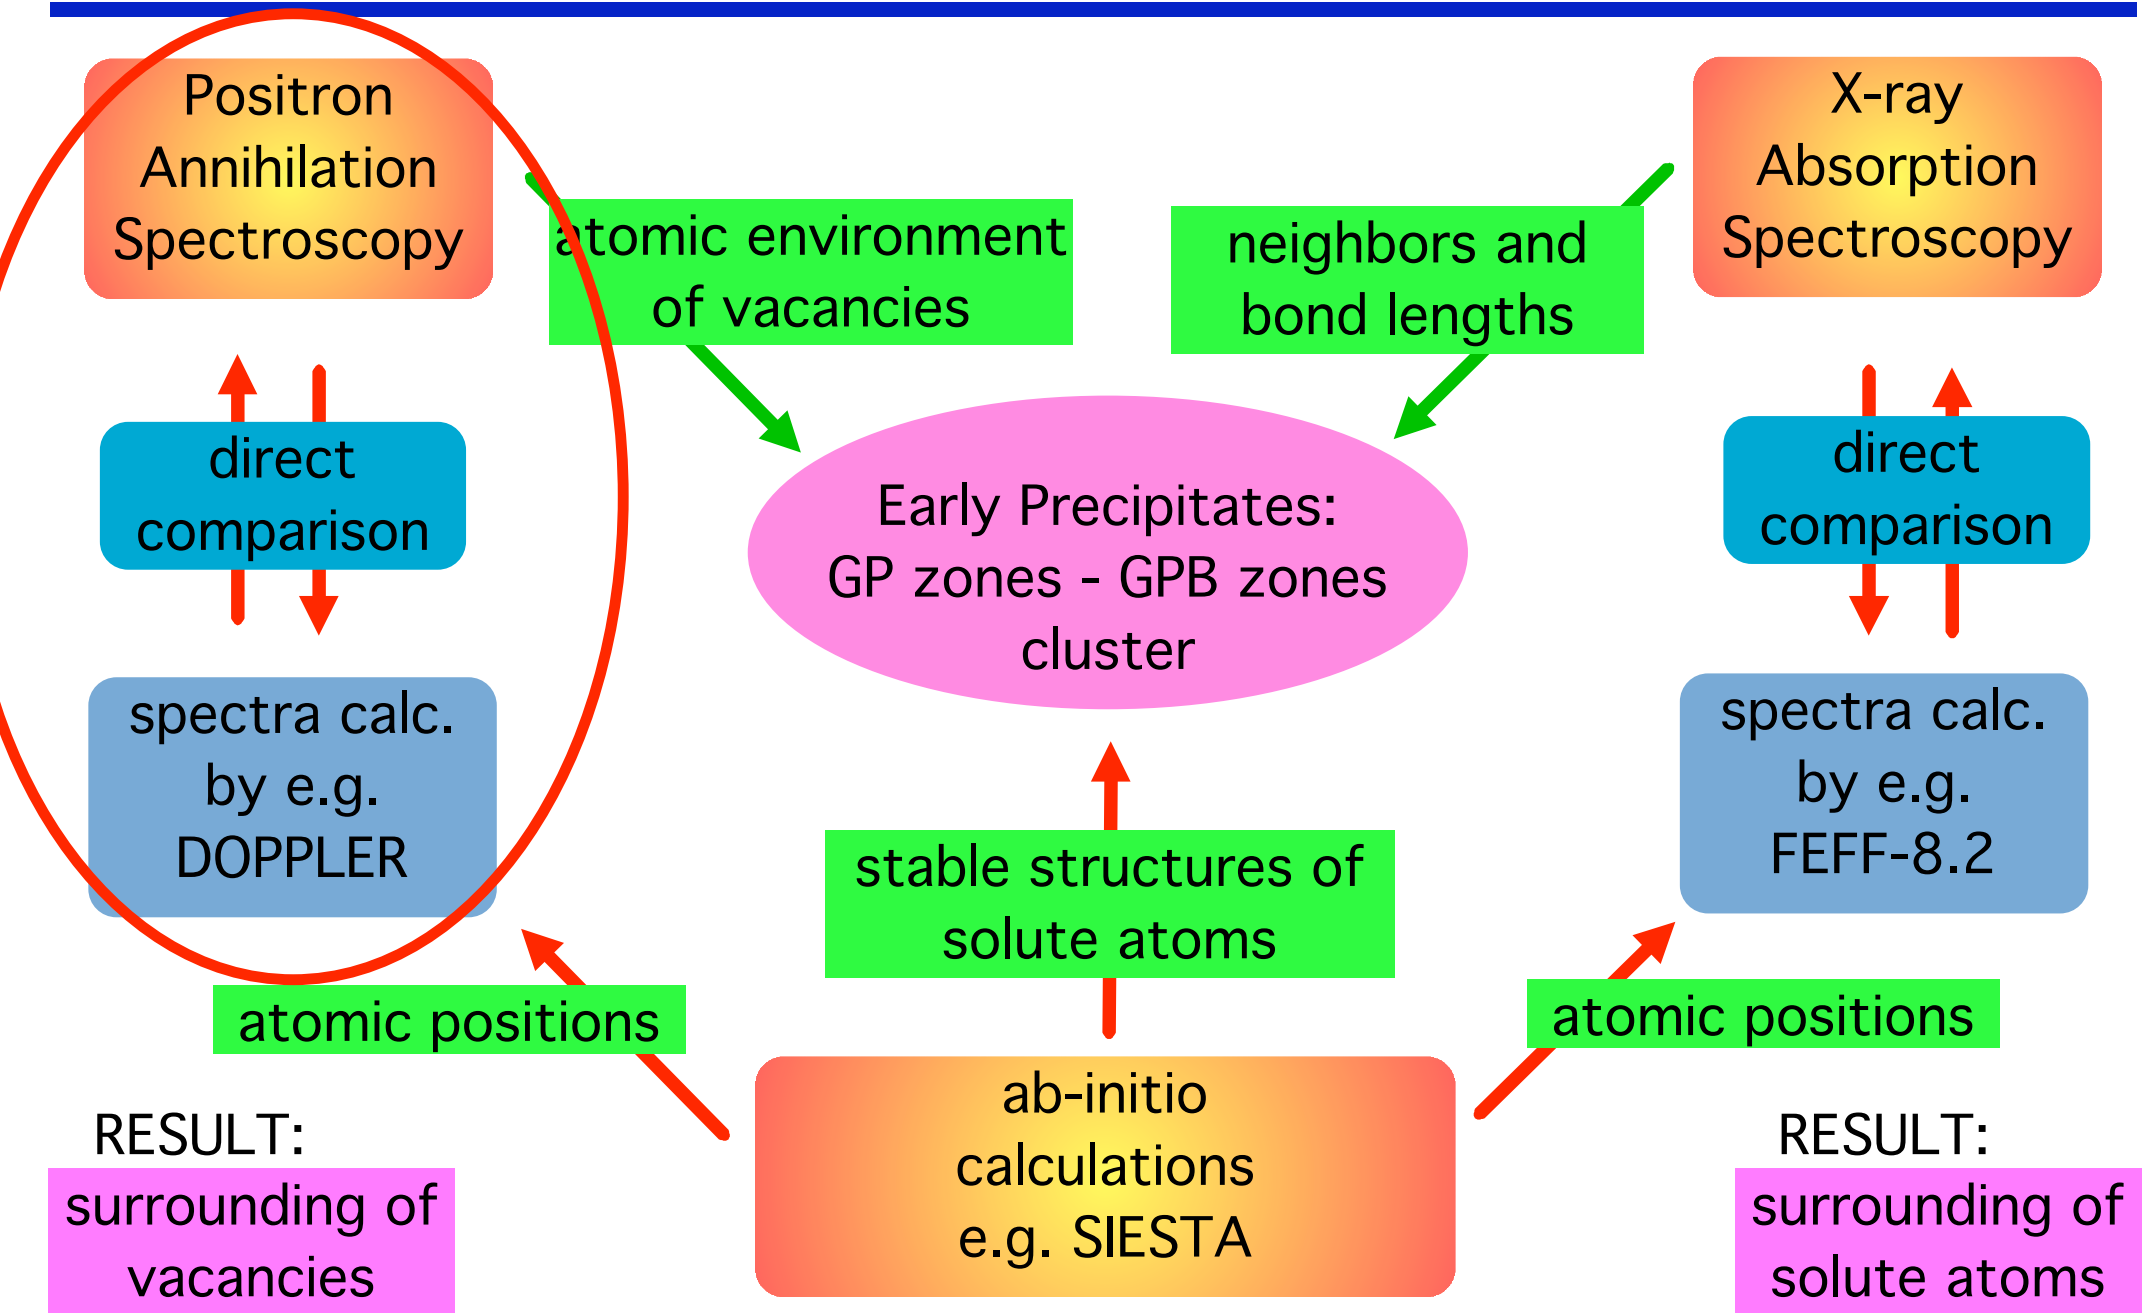 Positron
Annihilation
Spectroscopy
X-ray
Absorption
Spectroscopy
atomic environment
of vacancies
neighbors and
bond lengths
direct
comparison
direct
comparison
Early Precipitates:
GP zones - GPB zones
cluster
spectra calc.
by e.g.
DOPPLER
spectra calc.
by e.g.
FEFF-8.2
stable structures of
solute atoms
atomic positions
atomic positions
ab-initio
calculations
e.g. SIESTA
RESULT:
surrounding of
vacancies
RESULT:
surrounding of
solute atoms